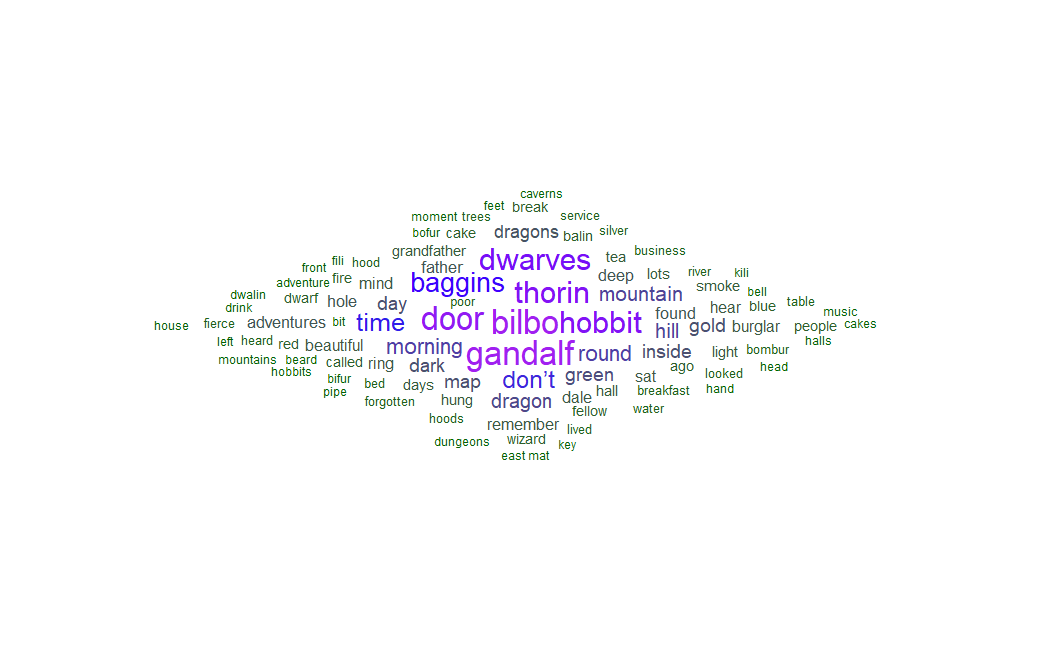 caverns
feet break
moment trees service
bofur cake dragons balin silver
grandfather dwarves tea business
front fili hood father deep lots river kili
adventure fire mind baggins thorin mountain smoke bell
dwalin dwarf hole day poor found hear blue table
drink door music
house fierce adventures bit time bilbo hobbit hill gold burglar people cakes
left heard red beautiful morning gandalf round inside light bombur halls
mountains beard called ring dark ago head
hobbits bifur bed days map don’t green sat looked
pipe forgotten hung dragon dale hall breakfast hand
hoods remember fellow water
dungeons wizard lived
key
east mat